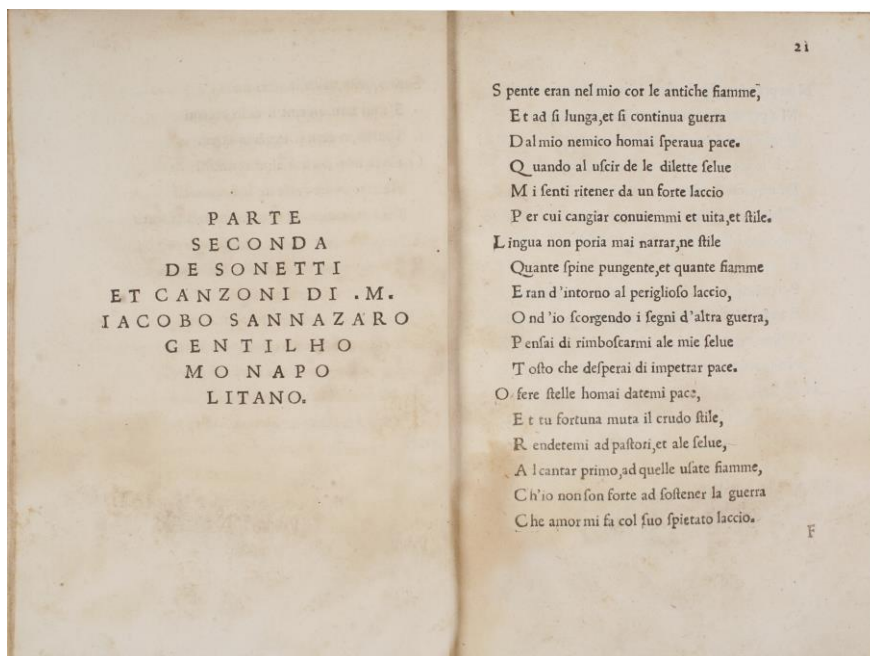 PARTE
SECONDA
DE SONETTI
ET CANZONI DI .M.
IACOBO SANNAZARO
GENTILHO
MO NAPO
LITANO.
21
S pente eran nel mio cor le antiche fiamme,
E t ad ſi lunga,et ſi continua guerra
D al mio nemico homai ſperaua pace.
Q uando al uſcir de le dilette ſelue
M i ſenti ritener da un forte laccio
P er cui cangiar conuiemmi et uita,et ſtile.
L ingua non poria mai narrar,ne ſtile
Quante ſpine pungente,et quante fiamme
E ran d'intorno al periglioſo laccio,
O nd'io ſcorgendo i ſegni d'altra guerra,
P enſai di rimboſcarmi ale mie ſelue
T oſto che deſperai di impetrar pace.
O fere ſtelle homai datemi pace,
E t tu fortuna muta il crudo ſtile,
R endetemi ad paſtori,et ale ſelue,
A l cantar primo,ad quelle uſate fiamme,
C h'io non ſon forte ad ſoſtener la guerra
C he amor mi fa col ſuo ſpietato laccio.
F